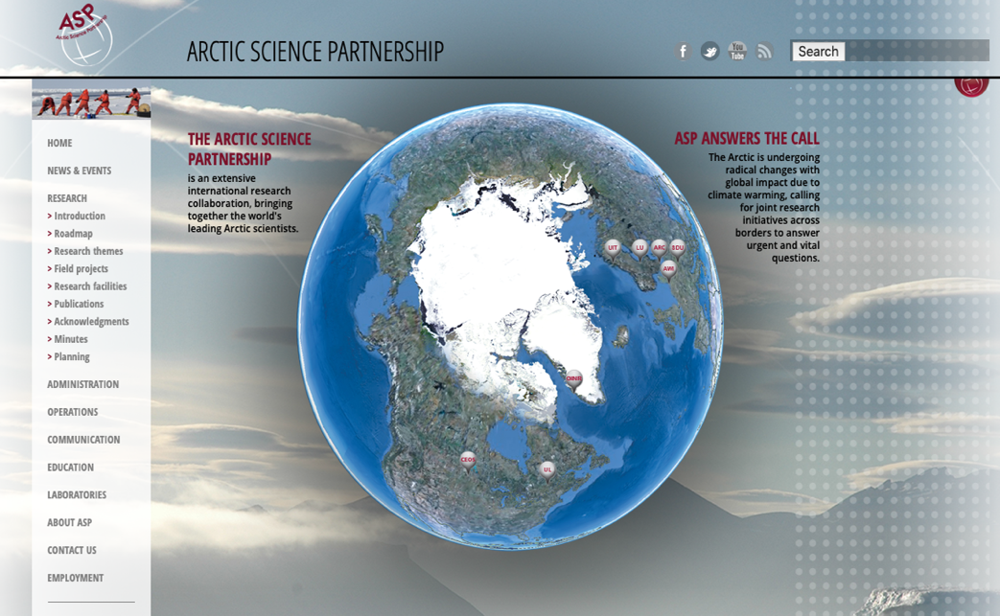 ASP
Arctic Science Partnership
ARCTIC SCIENCE PARTNERSHIP
f
You
Tube
Search
HOME
NEWS & EVENTS
RESEARCH
> Introduction
> Roadmap
> Research themes
> Field projects
> Research facilities
> Publications
> Acknowledgments
> Minutes
> Planning
ADMINISTRATION
OPERATIONS
COMMUNICATION
EDUCATION
LABORATORIES
ABOUT ASP
CONTACT US
EMPLOYMENT
THE ARCTIC SCIENCE
PARTNERSHIP
is an extensive
international research
collaboration, bringing
together the world's
leading Arctic scientists.
ASP ANSWERS THE CALL
The Arctic is undergoing
radical changes with
global impact due to
climate warming, calling
for joint research
initiatives across
borders to answer
urgent and vital
questions.
UIT
LU
ARC
SDU
AWI
GINR
CEOS
UL